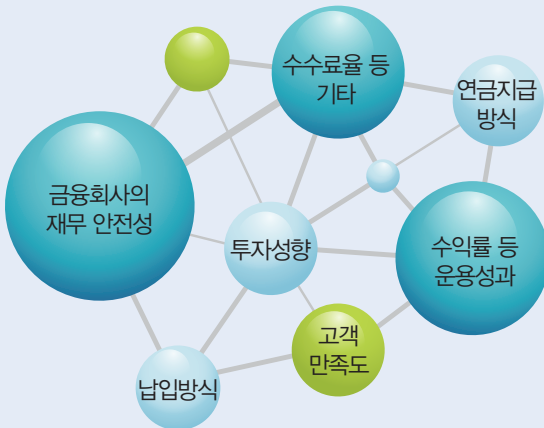 수수료율 등
기타
연금지급
방식
금융회사의
재무 안전성
투자성향
수익률 등
운용성과
고객
만족도
납입방식